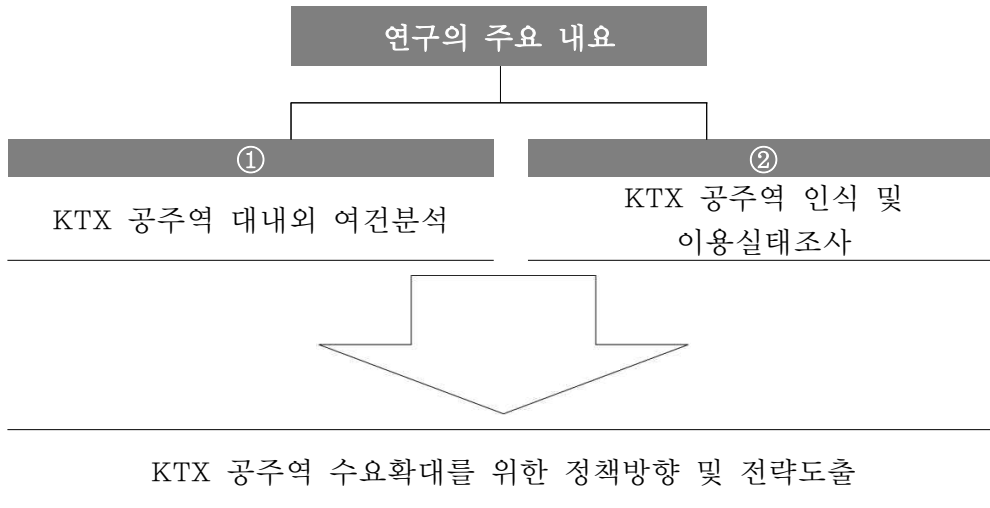 연구의 주요 내요
①
KTX 공주역 대내외 여건분석
②
KTX 공주역 인식 및
이용실태조사
KTX 공주역 수요확대를 위한 정책방향 및 전략도출